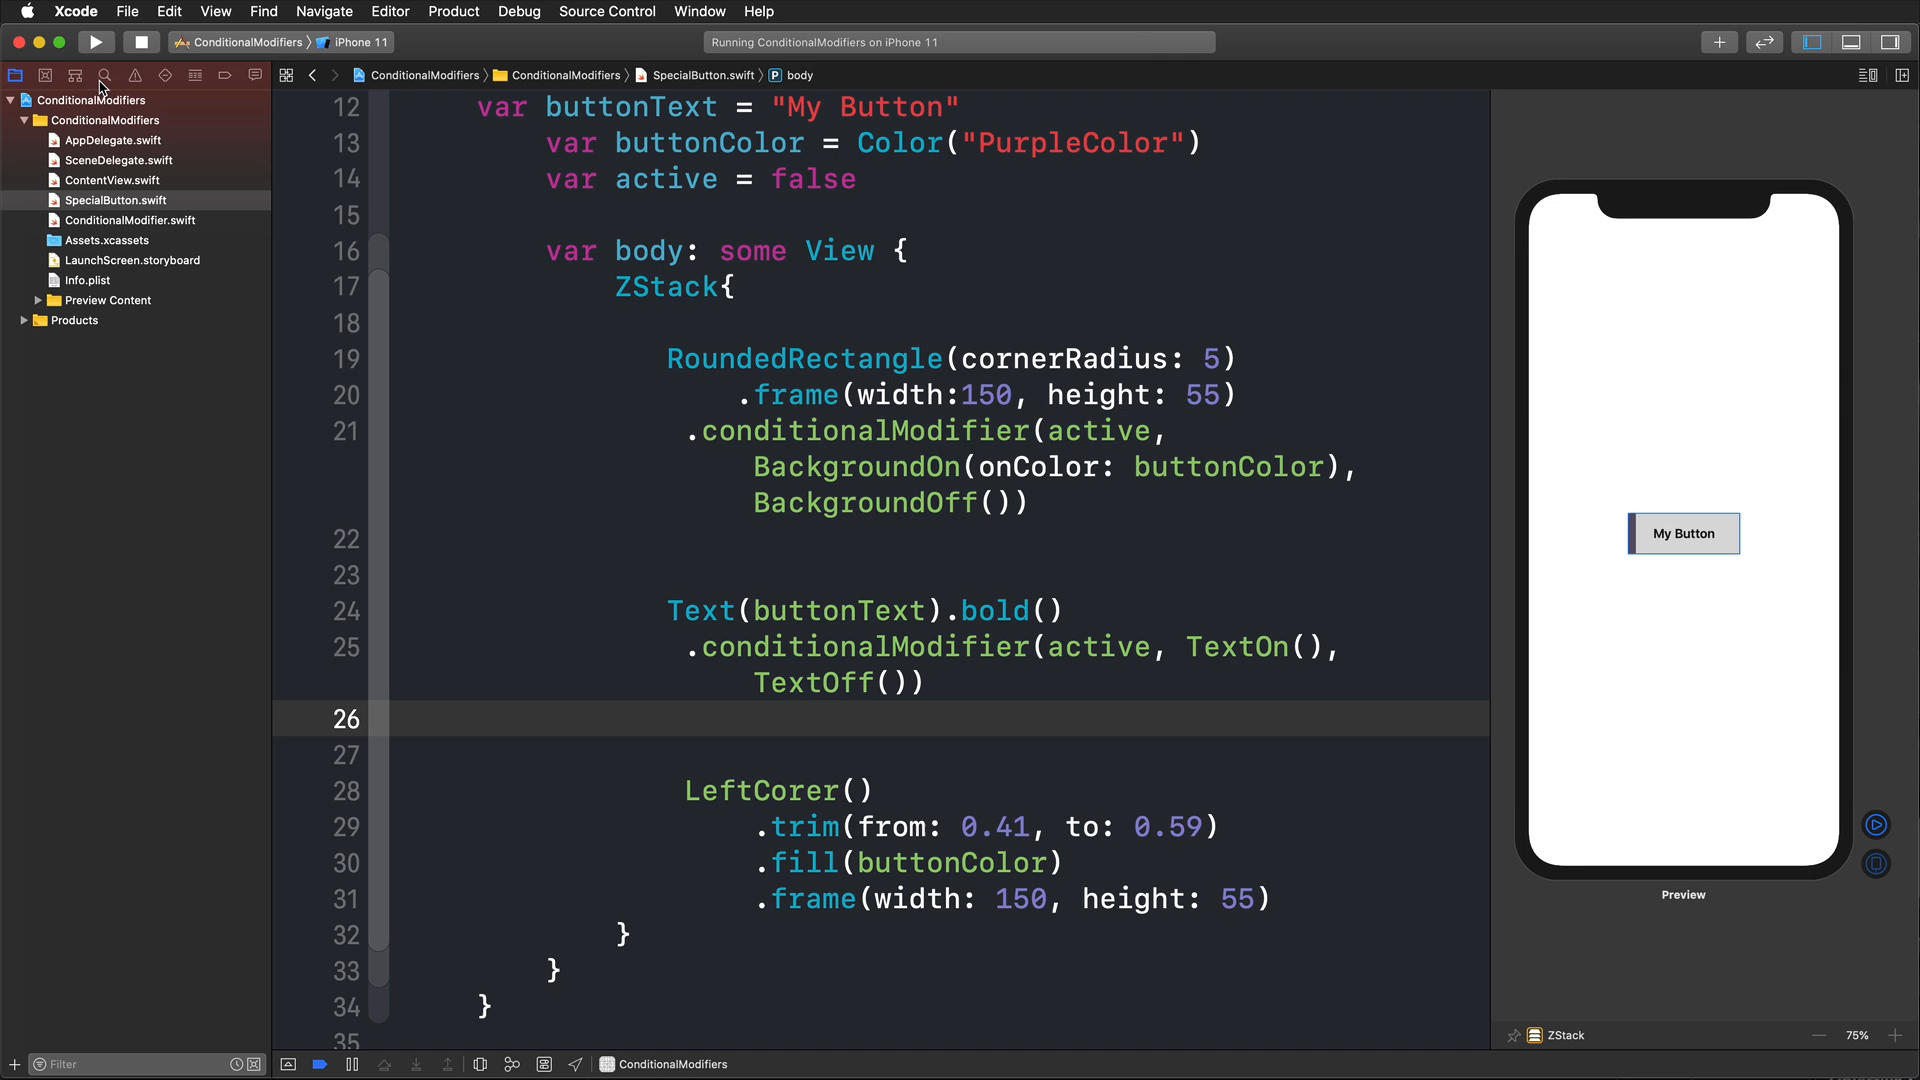 Xcode File Edit View Find Navigate Editor Product Debug Source Control Window Help
ConditionalModifiers iPhone 11
Running ConditionalModifiers on iPhone 11
ConditionalModifiers ConditionalModifiers SpecialButton.swift P body
ConditionalModifiers
ConditionalModifiers
AppDelegate.swift
SceneDelegate.swift
ContentView.swift
SpecialButton.swift
ConditionalModifier.swift
Assets.xcassets
LaunchScreen.storyboard
Info.plist
Preview Content
Products
12 var buttonText = "My Button"
13 var buttonColor = Color("PurpleColor")
14 var active = false
15
16 var body: some View {
17 ZStack{
18
19 RoundedRectangle(cornerRadius: 5)
20 .frame(width:150, height: 55)
21 .conditionalModifier(active,
BackgroundOn(onColor: buttonColor),
BackgroundOff())
22
23
24 Text(buttonText).bold()
25 .conditionalModifier(active, TextOn(),
TextOff())
26
27
28 LeftCorer()
29 .trim(from: 0.41, to: 0.59)
30 .fill(buttonColor)
31 .frame(width: 150, height: 55)
32 }
33 }
34 }
35
My Button
Preview
ZStack
75%
Filter
ConditionalModifiers